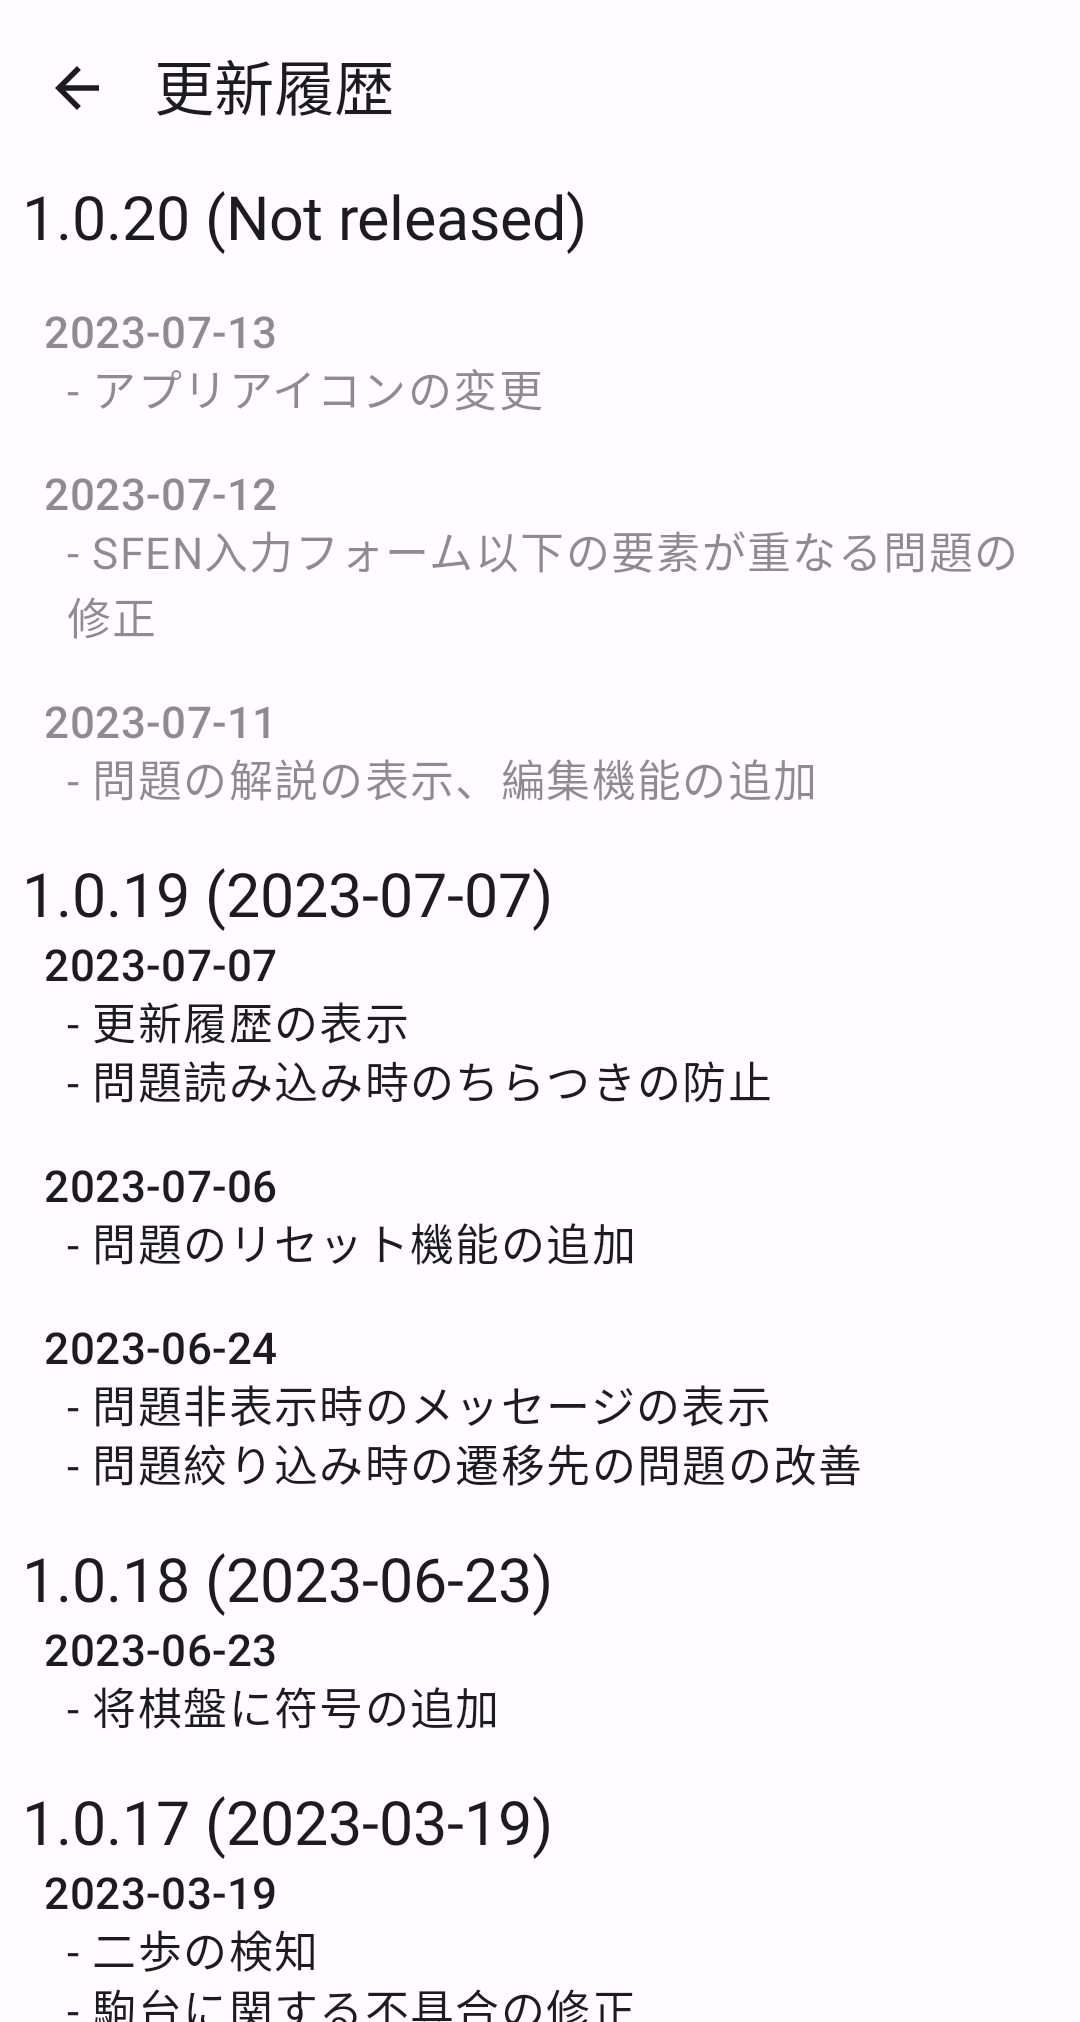 更新履歴
1.0.20 (Not released)
2023-07-13
- アプリアイコンの変更
2023-07-12
- SFEN入力フォーム以下の要素が重なる問題の
修正
2023-07-11
- 問題の解説の表示、編集機能の追加
1.0.19 (2023-07-07)
2023-07-07
- 更新履歴の表示
- 問題読み込み時のちらつきの防止
2023-07-06
- 問題のリセット機能の追加
2023-06-24
- 問題非表示時のメッセージの表示
- 問題絞り込み時の遷移先の問題の改善
1.0.18 (2023-06-23)
2023-06-23
- 将棋盤に符号の追加
1.0.17 (2023-03-19)
2023-03-19
- 二歩の検知
- 駒台に関する不具合の修正